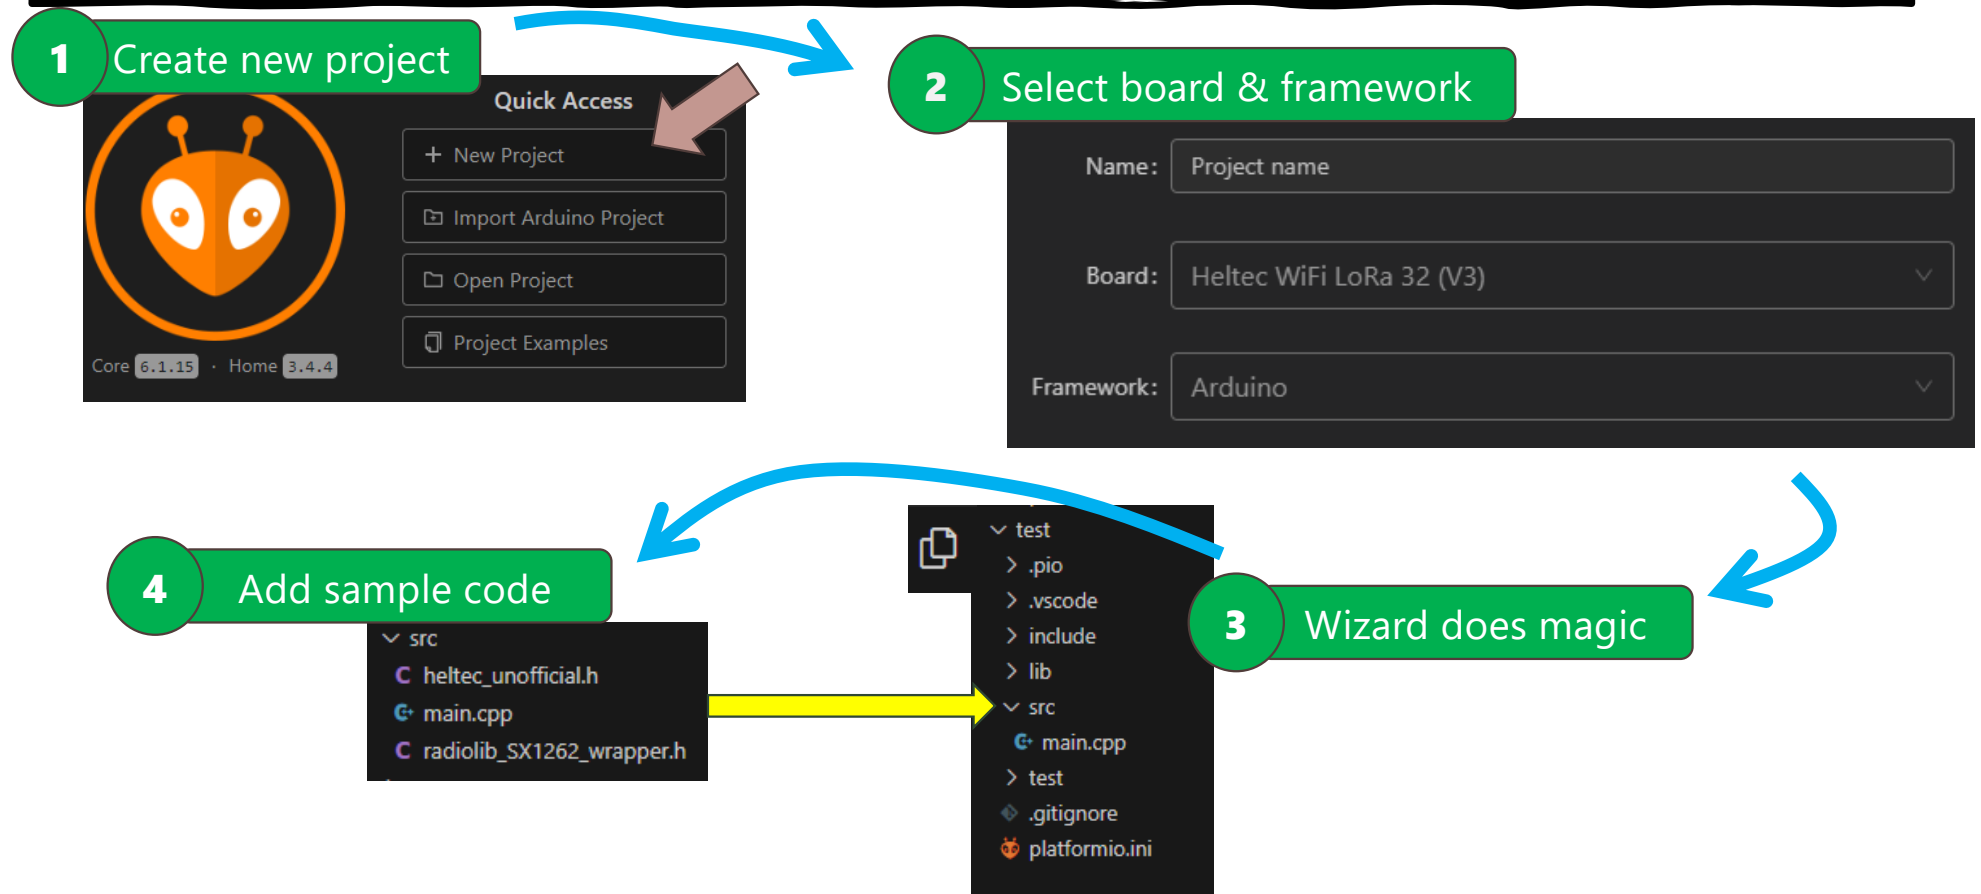 1 Create new project
Quick Access
+ New Project
Import Arduino Project
Open Project
Project Examples
Core 6.1.15 · Home 3.4.4
2 Select board & framework
Name: Project name
Board: Heltec WiFi LoRa 32 (V3)
Framework: Arduino
3 Wizard does magic
test
.pio
.vscode
include
lib
src
main.cpp
test
.gitignore
platformio.ini
4 Add sample code
src
heltec_unofficial.h
main.cpp
radiolib_SX1262_wrapper.h